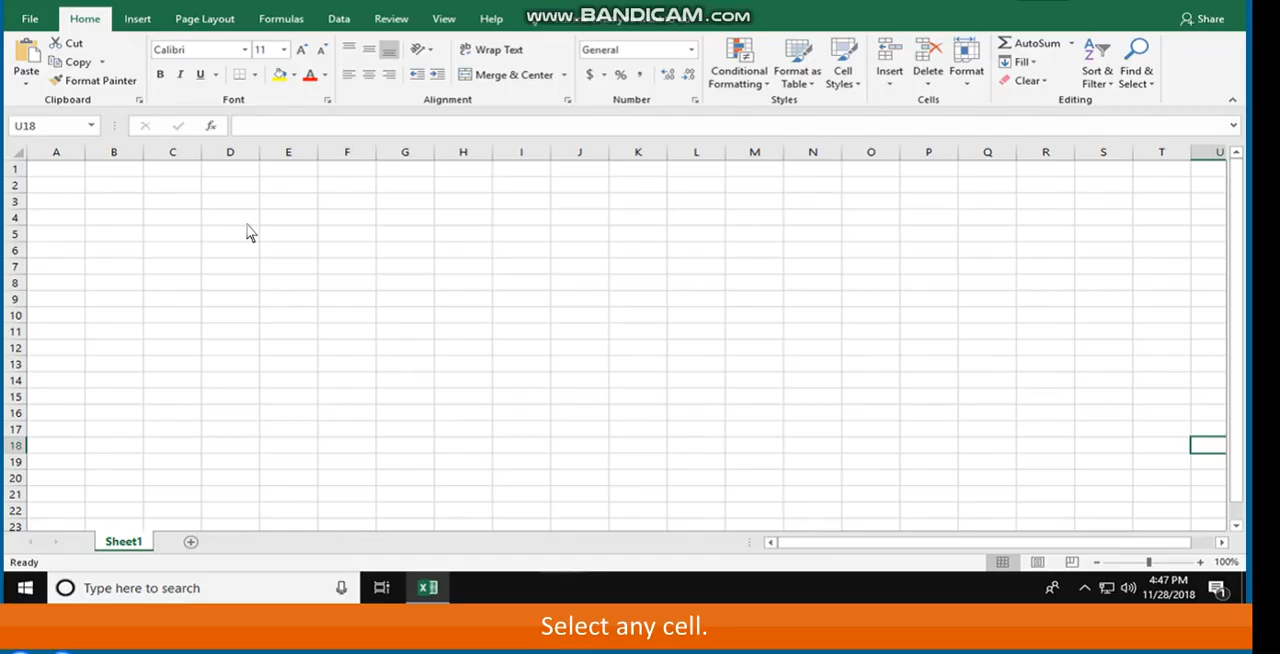 File Home Insert Page Layout Formulas Data Review View Help www.BANDICAM.com Share
Cut
Copy
Format Painter
Paste
Calibri 11
B I U A
Wrap Text
Merge & Center
General
$ % ,
Conditional Formatting
Format as Table
Cell Styles
Insert
Delete
Format
AutoSum
Fill
Clear
Sort & Filter
Find & Select
Clipboard Font Alignment Number Styles Cells Editing
U18 fx
A B C D E F G H I J K L M N O P Q R S T U
1
2
3
4
5
6
7
8
9
10
11
12
13
14
15
16
17
18
19
20
21
22
23
Sheet1
Ready 100%
Type here to search
4:47 PM
11/28/2018
1
Select any cell.